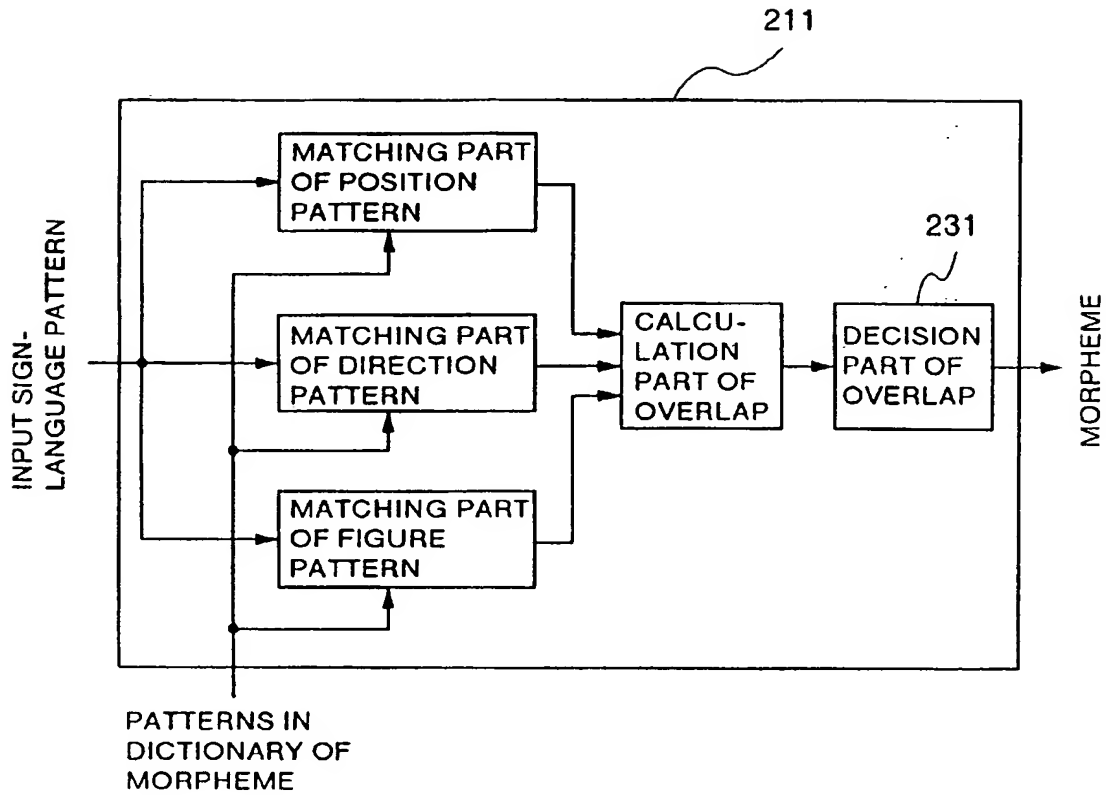 211
MATCHING PART
OF POSITION
PATTERN
231
INPUT SIGN-
LANGUAGE PATTERN
MATCHING PART
OF DIRECTION
PATTERN
CALCU-
LATION
PART OF
OVERLAP
DECISION
PART OF
OVERLAP
MORPHEME
MATCHING PART
OF FIGURE
PATTERN
PATTERNS IN
DICTIONARY OF
MORPHEME